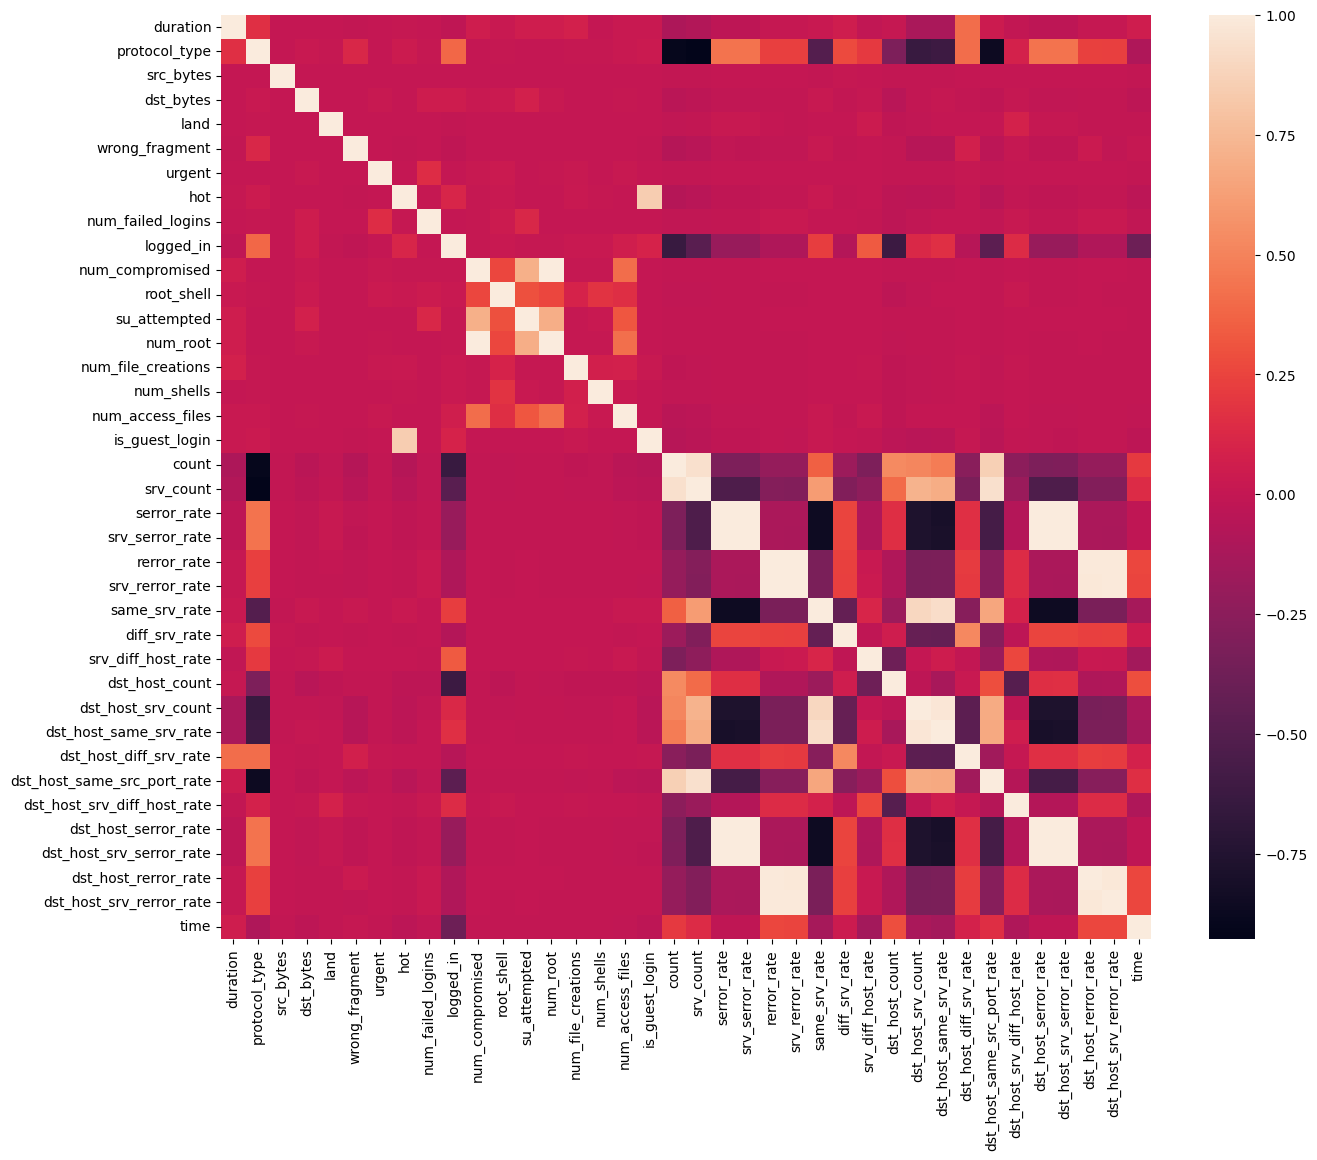 duration
protocol_type
src_bytes
dst_bytes
land
wrong_fragment
urgent
hot
num_failed_logins
logged_in
num_compromised
root_shell
su_attempted
num_root
num_file_creations
num_shells
num_access_files
is_guest_login
count
srv_count
serror_rate
srv_serror_rate
rerror_rate
srv_rerror_rate
same_srv_rate
diff_srv_rate
srv_diff_host_rate
dst_host_count
dst_host_srv_count
dst_host_same_srv_rate
dst_host_diff_srv_rate
dst_host_same_src_port_rate
dst_host_srv_diff_host_rate
dst_host_serror_rate
dst_host_srv_serror_rate
dst_host_rerror_rate
dst_host_srv_rerror_rate
time
duration
protocol_type
src_bytes
dst_bytes
land
wrong_fragment
urgent
hot
num_failed_logins
logged_in
num_compromised
root_shell
su_attempted
num_root
num_file_creations
num_shells
num_access_files
is_guest_login
count
srv_count
serror_rate
srv_serror_rate
rerror_rate
srv_rerror_rate
same_srv_rate
diff_srv_rate
srv_diff_host_rate
dst_host_count
dst_host_srv_count
dst_host_same_srv_rate
dst_host_diff_srv_rate
dst_host_same_src_port_rate
dst_host_srv_diff_host_rate
dst_host_serror_rate
dst_host_srv_serror_rate
dst_host_rerror_rate
dst_host_srv_rerror_rate
time
1.00
0.75
0.50
0.25
0.00
−0.25
−0.50
−0.75